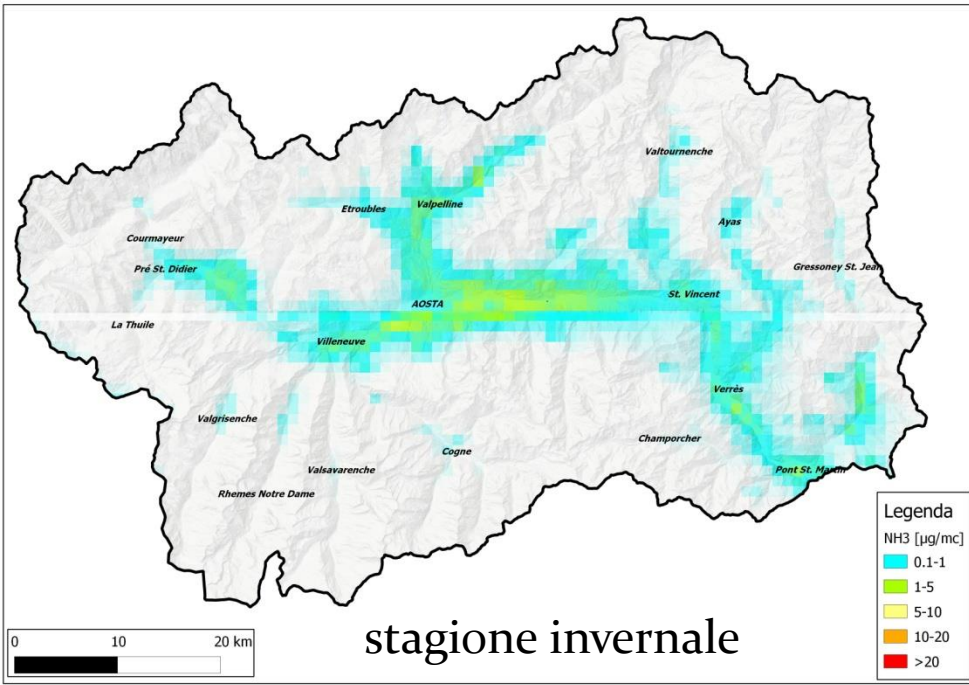 Valtournenche
Etroubles
Valpelline
Ayas
Courmayeur
Pré St. Didier
Gressoney St. Jean
St. Vincent
AOSTA
La Thuile
Villeneuve
Verrès
Valgrisenche
Champorcher
Cogne
Valsavarenche
Pont St. Martin
Rhemes Notre Dame
Legenda
NH3 [µg/mc]
0.1-1
1-5
5-10
10-20
>20
0 10 20 km
stagione invernale